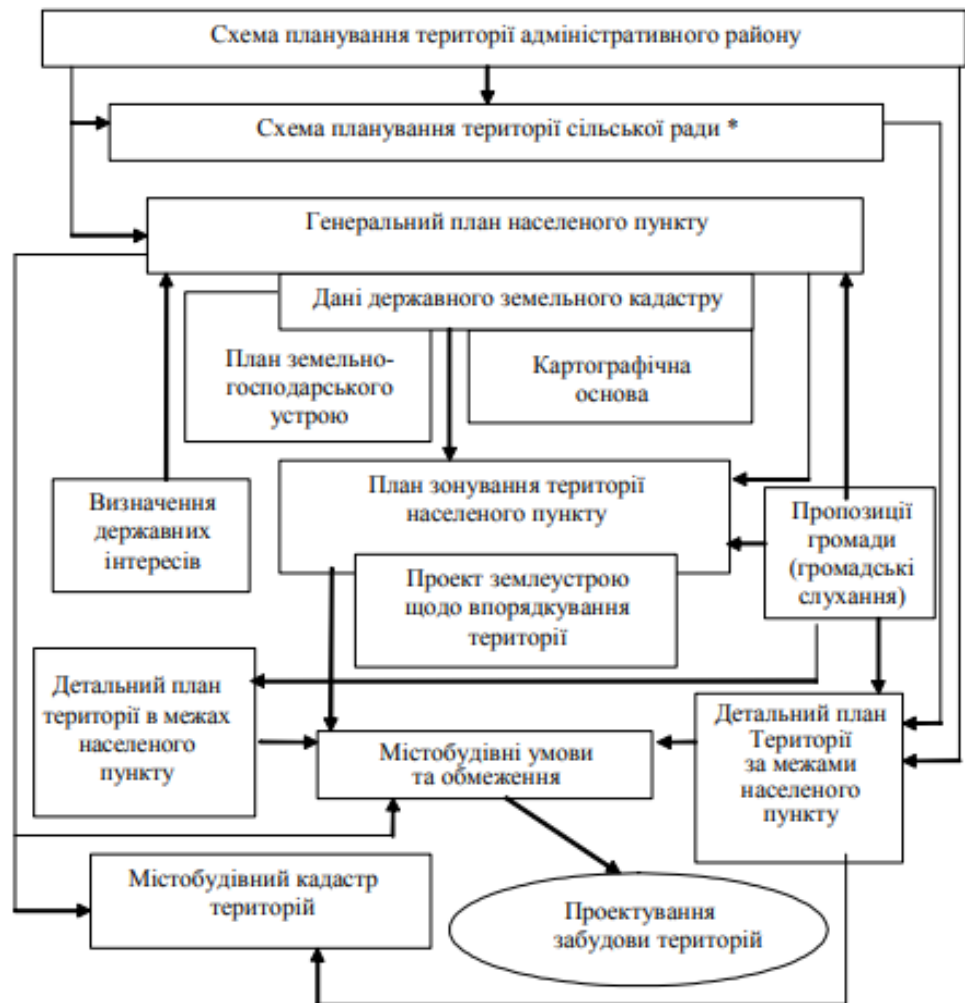 Схема планування території адміністративного району
Схема планування території сільської ради *
Генеральний план населеного пункту
Дані державного земельного кадастру
План земельно-
господарського
устрою
Картографічна
основа
План зонування території
населеного пункту
Визначення
державних
інтересів
Пропозиції
громади
(громадські
слухання)
Проект землеустрою
щодо впорядкування
території
Детальний план
території в межах
населеного
пункту
Містобудівні умови
та обмеження
Детальний план
Території
за межами
населеного
пункту
Містобудівний кадастр
територій
Проектування
забудови територій